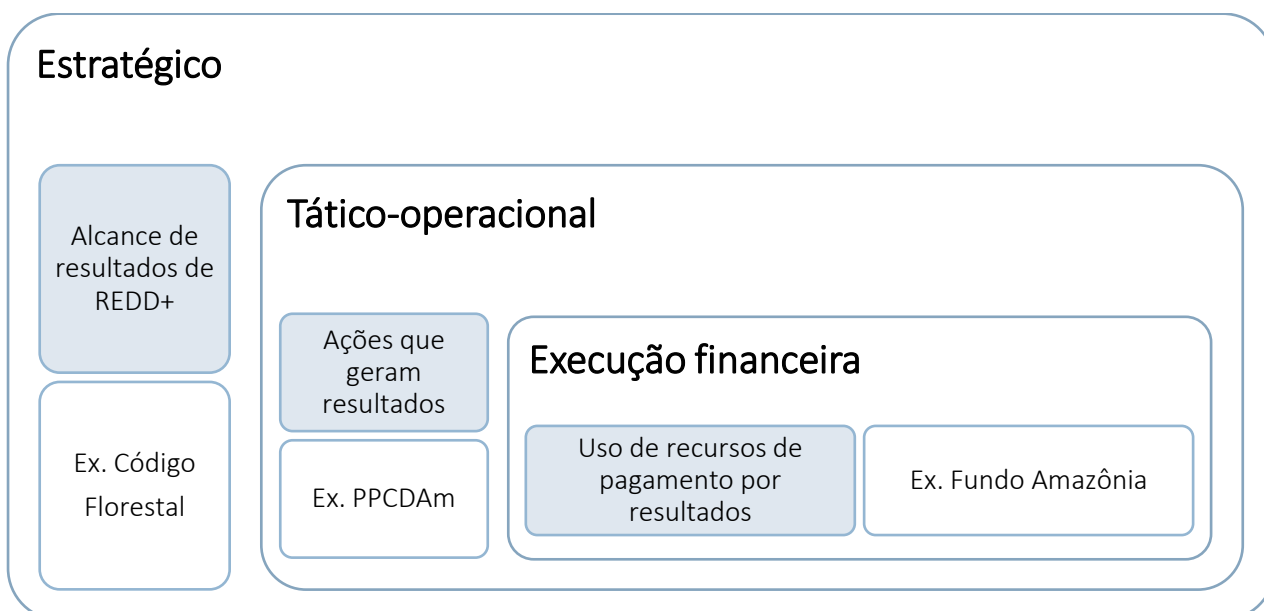 Estratégico
Alcance de
resultados de
REDD+
Ex. Código
Florestal
Tático-operacional
Ações que
geram
resultados
Ex. PPCDAm
Execução financeira
Uso de recursos de
pagamento por
resultados
Ex. Fundo Amazônia